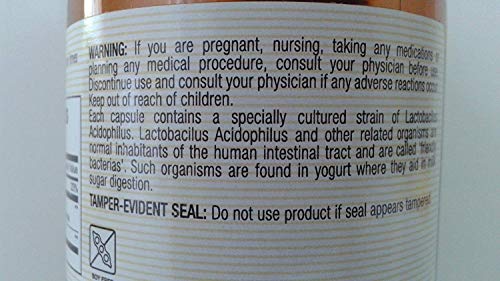 WARNING: If you are pregnant, nursing, taking any medications or
planning any medical procedure, consult your physician before use.
Discontinue use and consult your physician if any adverse reactions occur.
Keep out of reach of children.
Each capsule contains a specially cultured strain of Lactobacillus
Acidophilus. Lactobacilus Acidophilus and other related organisms are
normal inhabitants of the human intestinal tract and are called 'friendly
bacterias'. Such organisms are found in yogurt where they aid in milk
sugar digestion.
TAMPER-EVIDENT SEAL: Do not use product if seal appears tampered.
SOY FREE